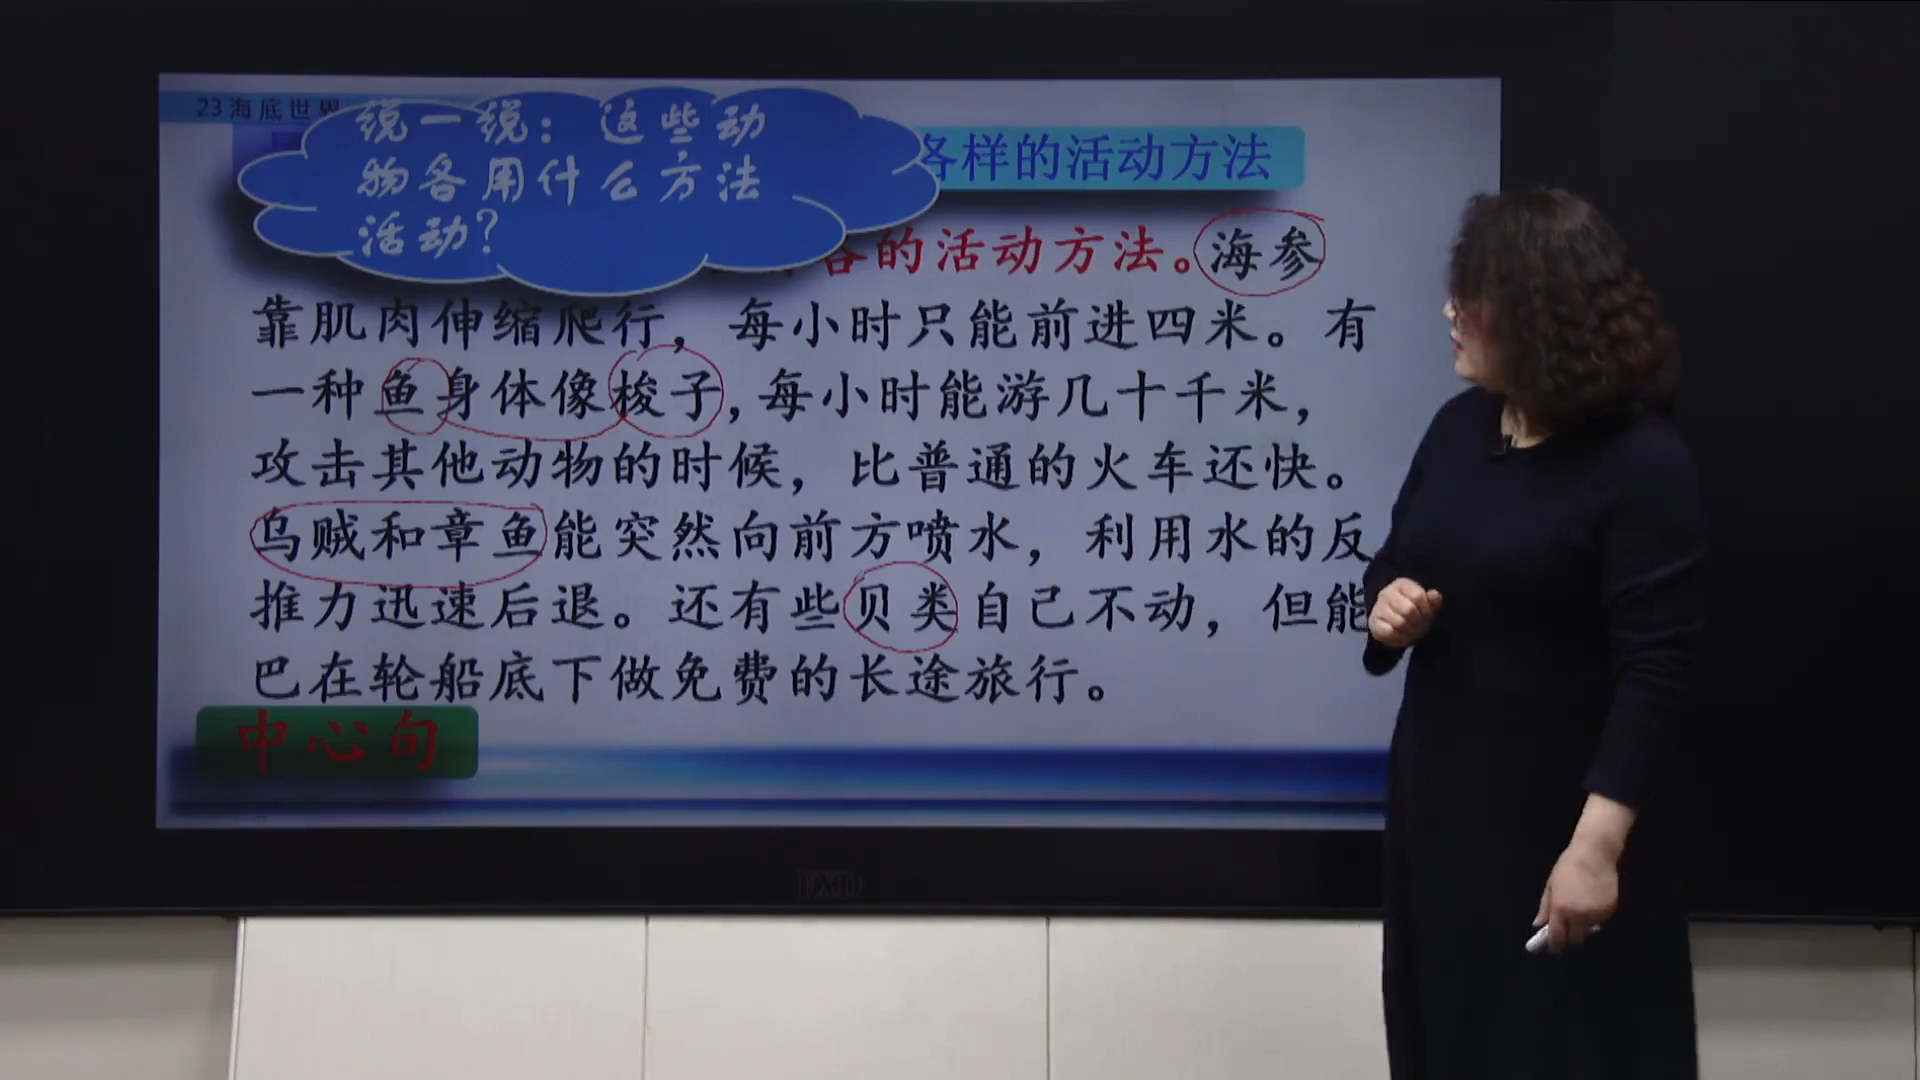 23海底世界
说一说：这些动
物各用什么方法
活动？
各样的活动方法
各的活动方法。海参
靠肌肉伸缩爬行，每小时只能前进四米。有
一种鱼身体像梭子，每小时能游几十千米，
攻击其他动物的时候，比普通的火车还快。
乌贼和章鱼能突然向前方喷水，利用水的反
推力迅速后退。还有些贝类自己不动，但能
巴在轮船底下做免费的长途旅行。
中心句